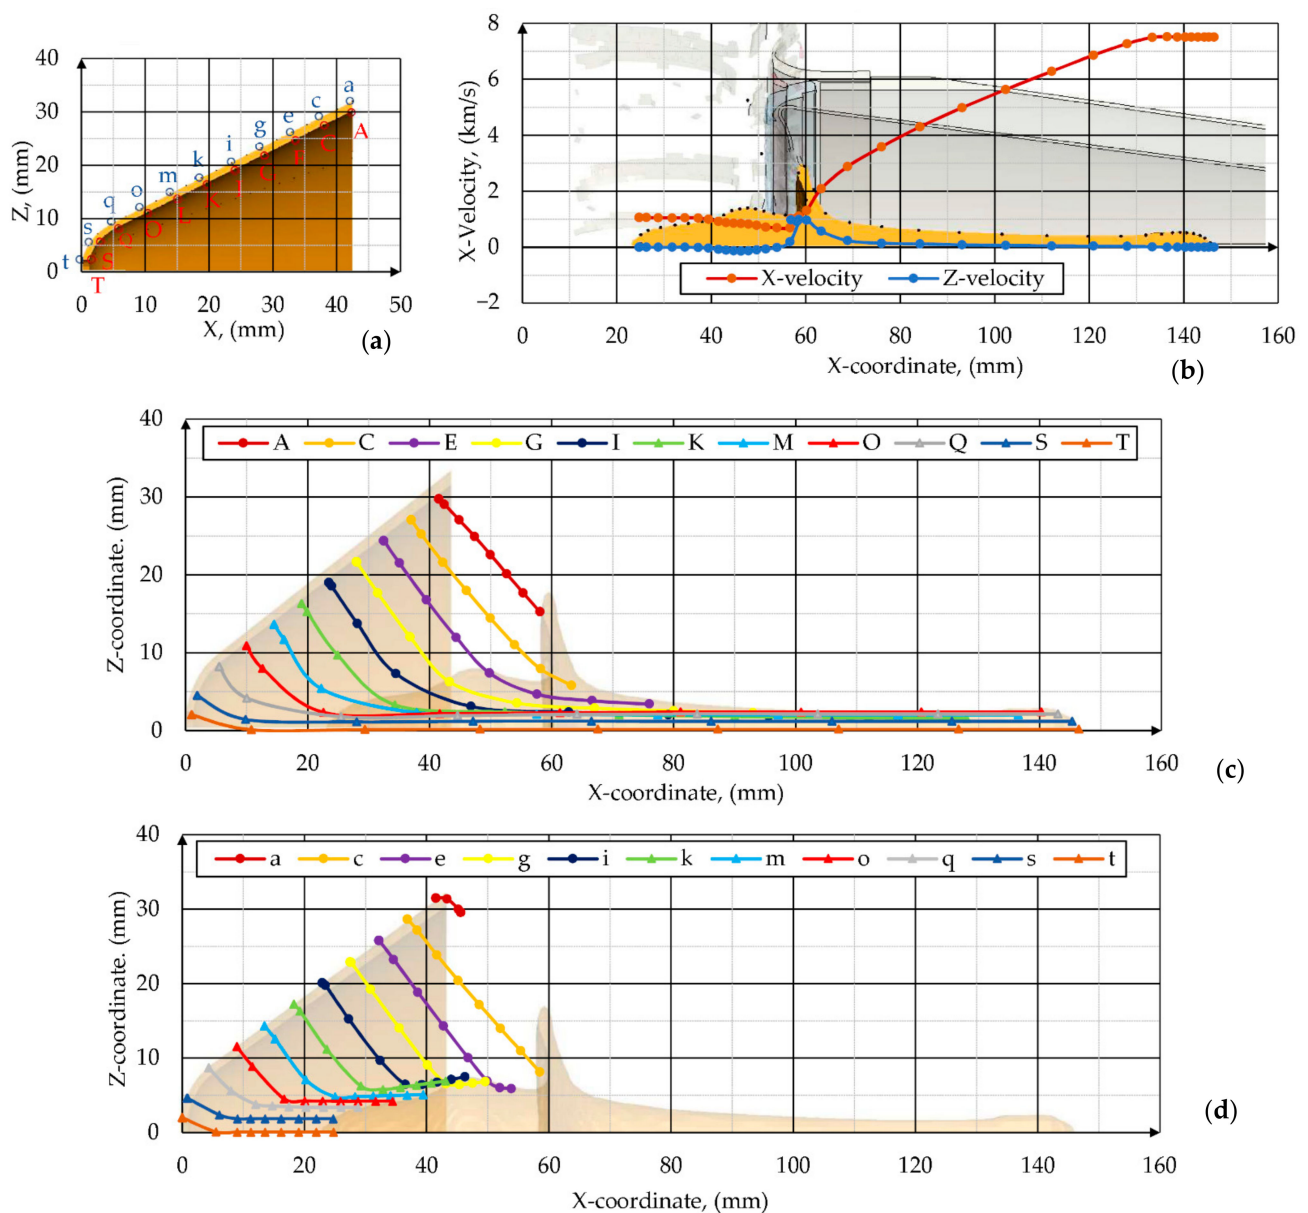 40
30
20
10
0
Z, (mm)
a
c
e
g
i
k
m
o
q
s
t
A
C
E
G
I
K
L
O
Q
S
T
0 10 20 30 40 50
X, (mm)
(a)
8
6
4
2
0
−2
X-Velocity, (km/s)
X-velocity Z-velocity
0 20 40 60 80 100 120 140 160
X-coordinate, (mm)
(b)
40
30
20
10
0
Z-coordinate. (mm)
A C E G I K M O Q S T
0 20 40 60 80 100 120 140 160
X-coordinate, (mm)
(c)
40
30
20
10
0
Z-coordinate. (mm)
a c e g i k m o q s t
0 20 40 60 80 100 120 140 160
X-coordinate, (mm)
(d)